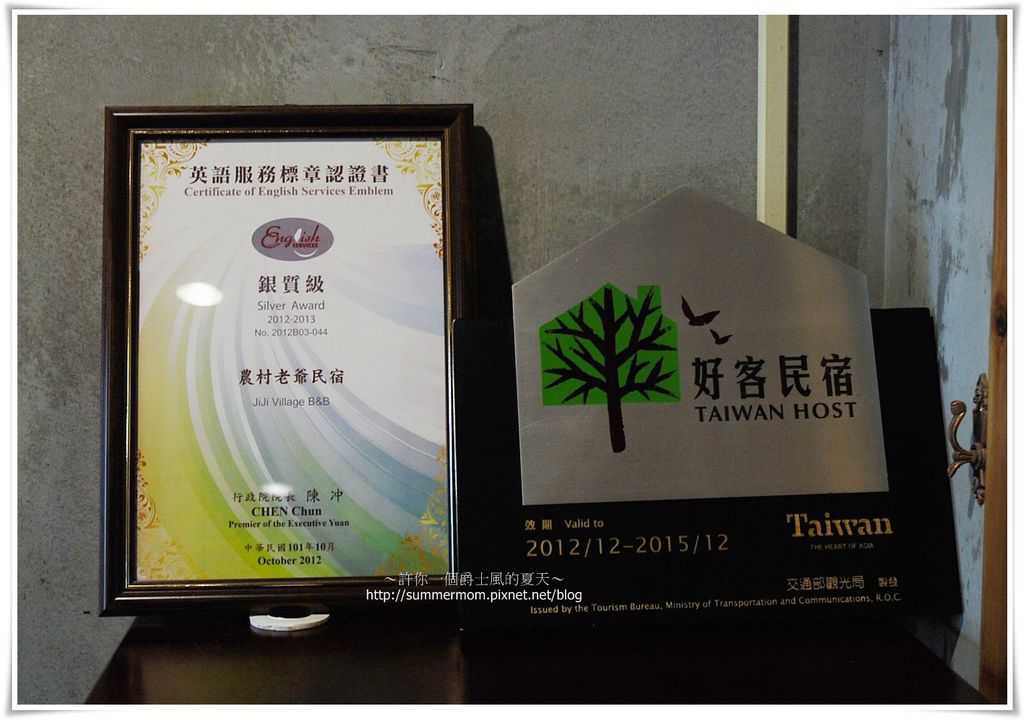 英語服務標章認證書
Certificate of English Services Emblem
English
SERVICES
銀質級
Silver Award
2012-2013
No. 2012B03-044
農村老爺民宿
JiJi Village B&B
行政院院長 陳 冲
CHEN Chun
Premier of the Executive Yuan
中華民國101年10月
October 2012
好客民宿
TAIWAN HOST
效期 Valid to
2012/12-2015/12
Taiwan
THE HEART OF ASIA
交通部觀光局 製發
Issued by the Tourism Bureau, Ministry of Transportation and Communications, R.O.C.
～許你一個爵士風的夏天～
http://summermom.pixnet.net/blog